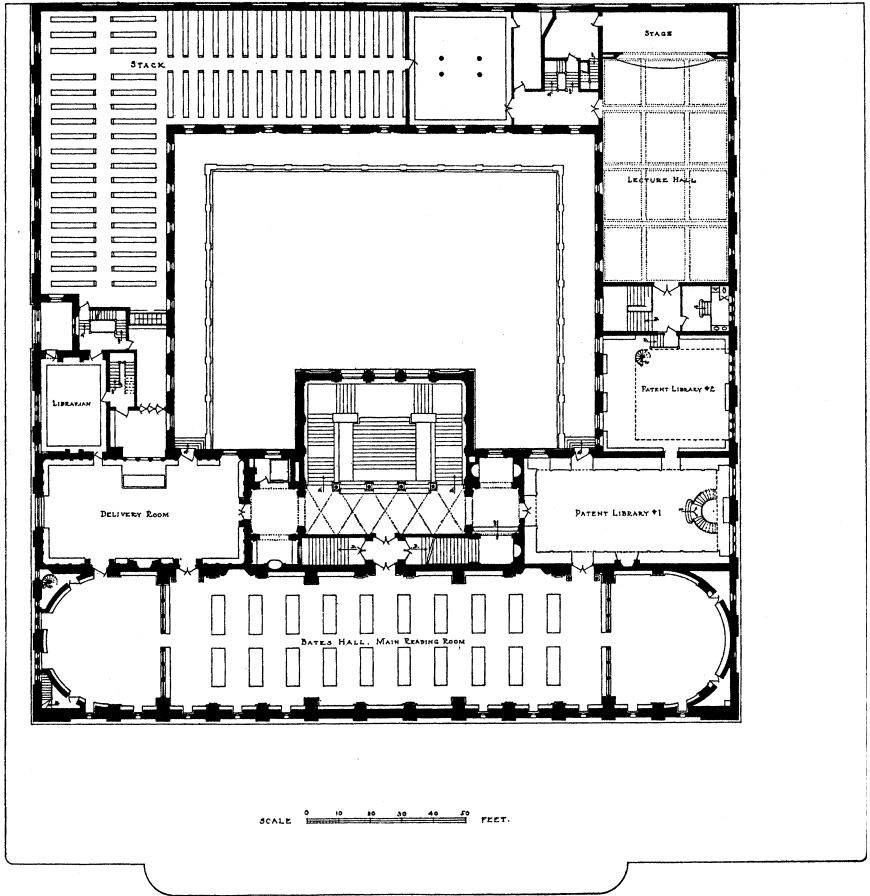 STAGE
STACK
LECTURE HALL
PATENT LIBRARY #2
LIBRARIAN
DELIVERY ROOM
PATENT LIBRARY #1
BATES HALL. MAIN READING ROOM
0 10 20 30 40 50
SCALE FEET.